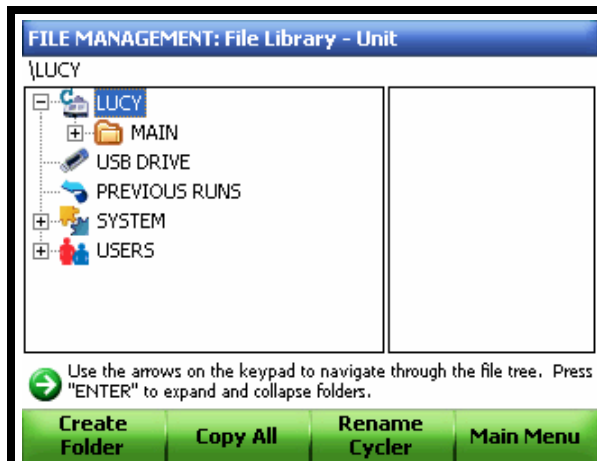 FILE MANAGEMENT: File Library - Unit
\LUCY
LUCY
MAIN
USB DRIVE
PREVIOUS RUNS
SYSTEM
USERS
Use the arrows on the keypad to navigate through the file tree. Press
"ENTER" to expand and collapse folders.
Create
Folder
Copy All
Rename
Cycler
Main Menu